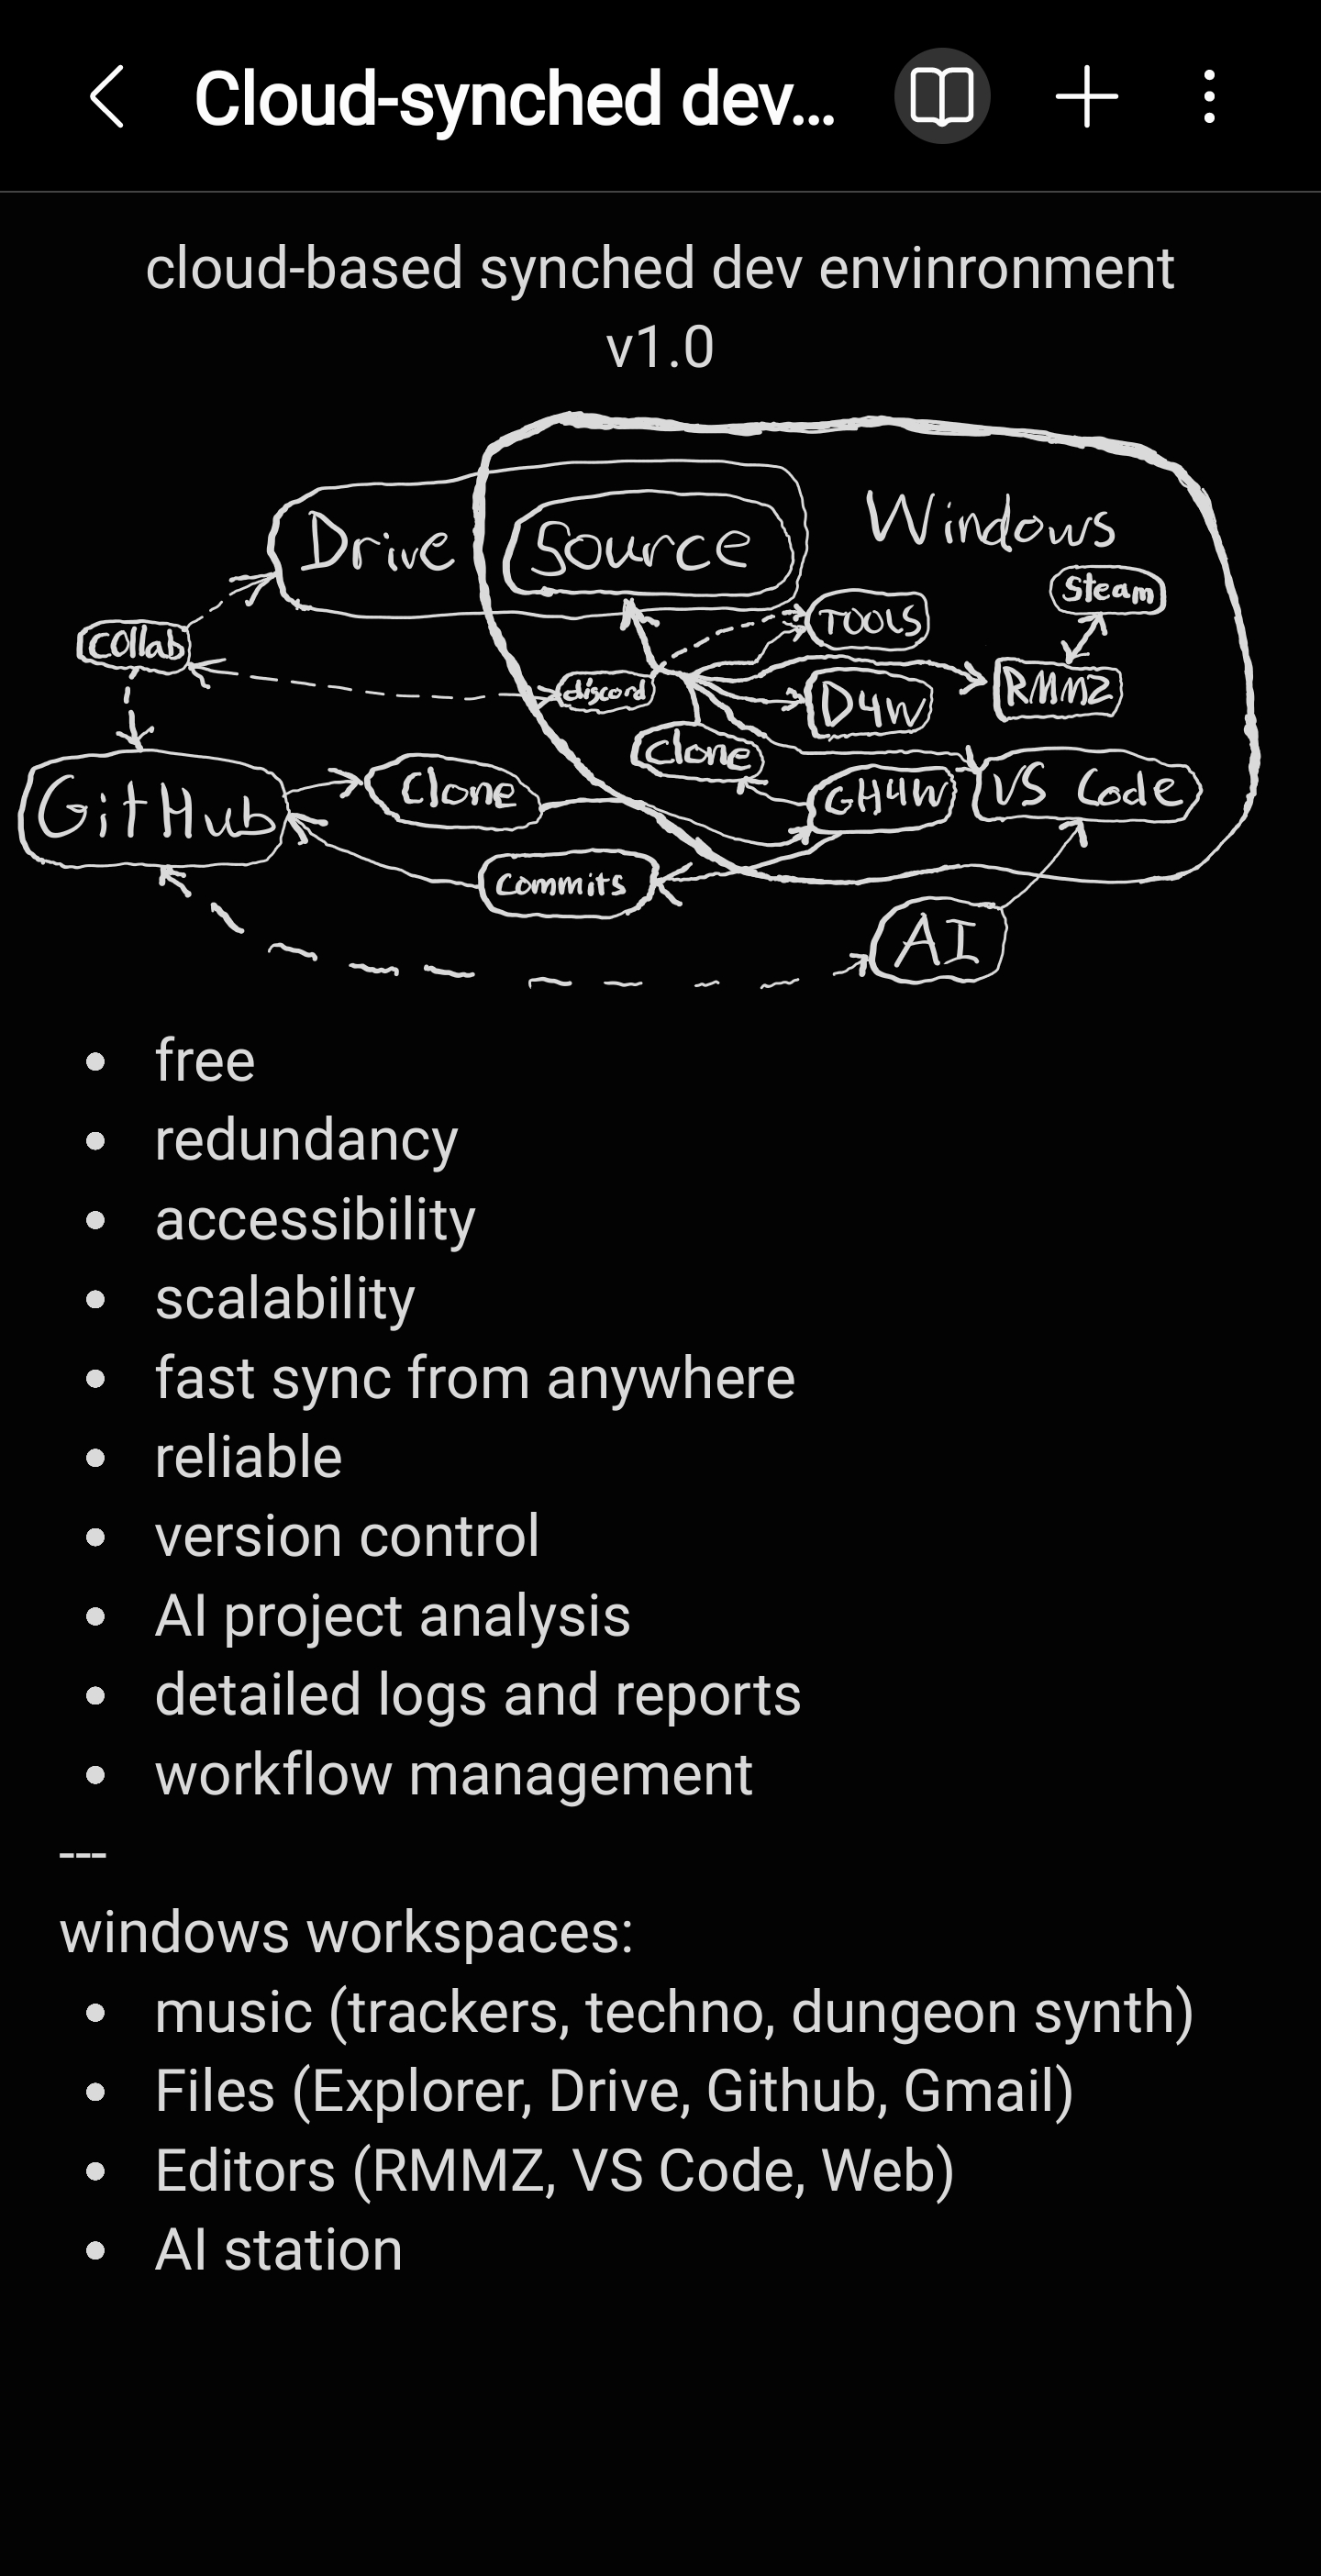 Cloud-synched dev...
cloud-based synched dev envinronment
v1.0
Drive
Source
Windows
Steam
TOOLS
Collab
discord
D4W
RMMZ
Clone
GitHub
Clone
GH4W
VS Code
Commits
AI
• free
• redundancy
• accessibility
• scalability
• fast sync from anywhere
• reliable
• version control
• AI project analysis
• detailed logs and reports
• workflow management
---
windows workspaces:
• music (trackers, techno, dungeon synth)
• Files (Explorer, Drive, Github, Gmail)
• Editors (RMMZ, VS Code, Web)
• AI station